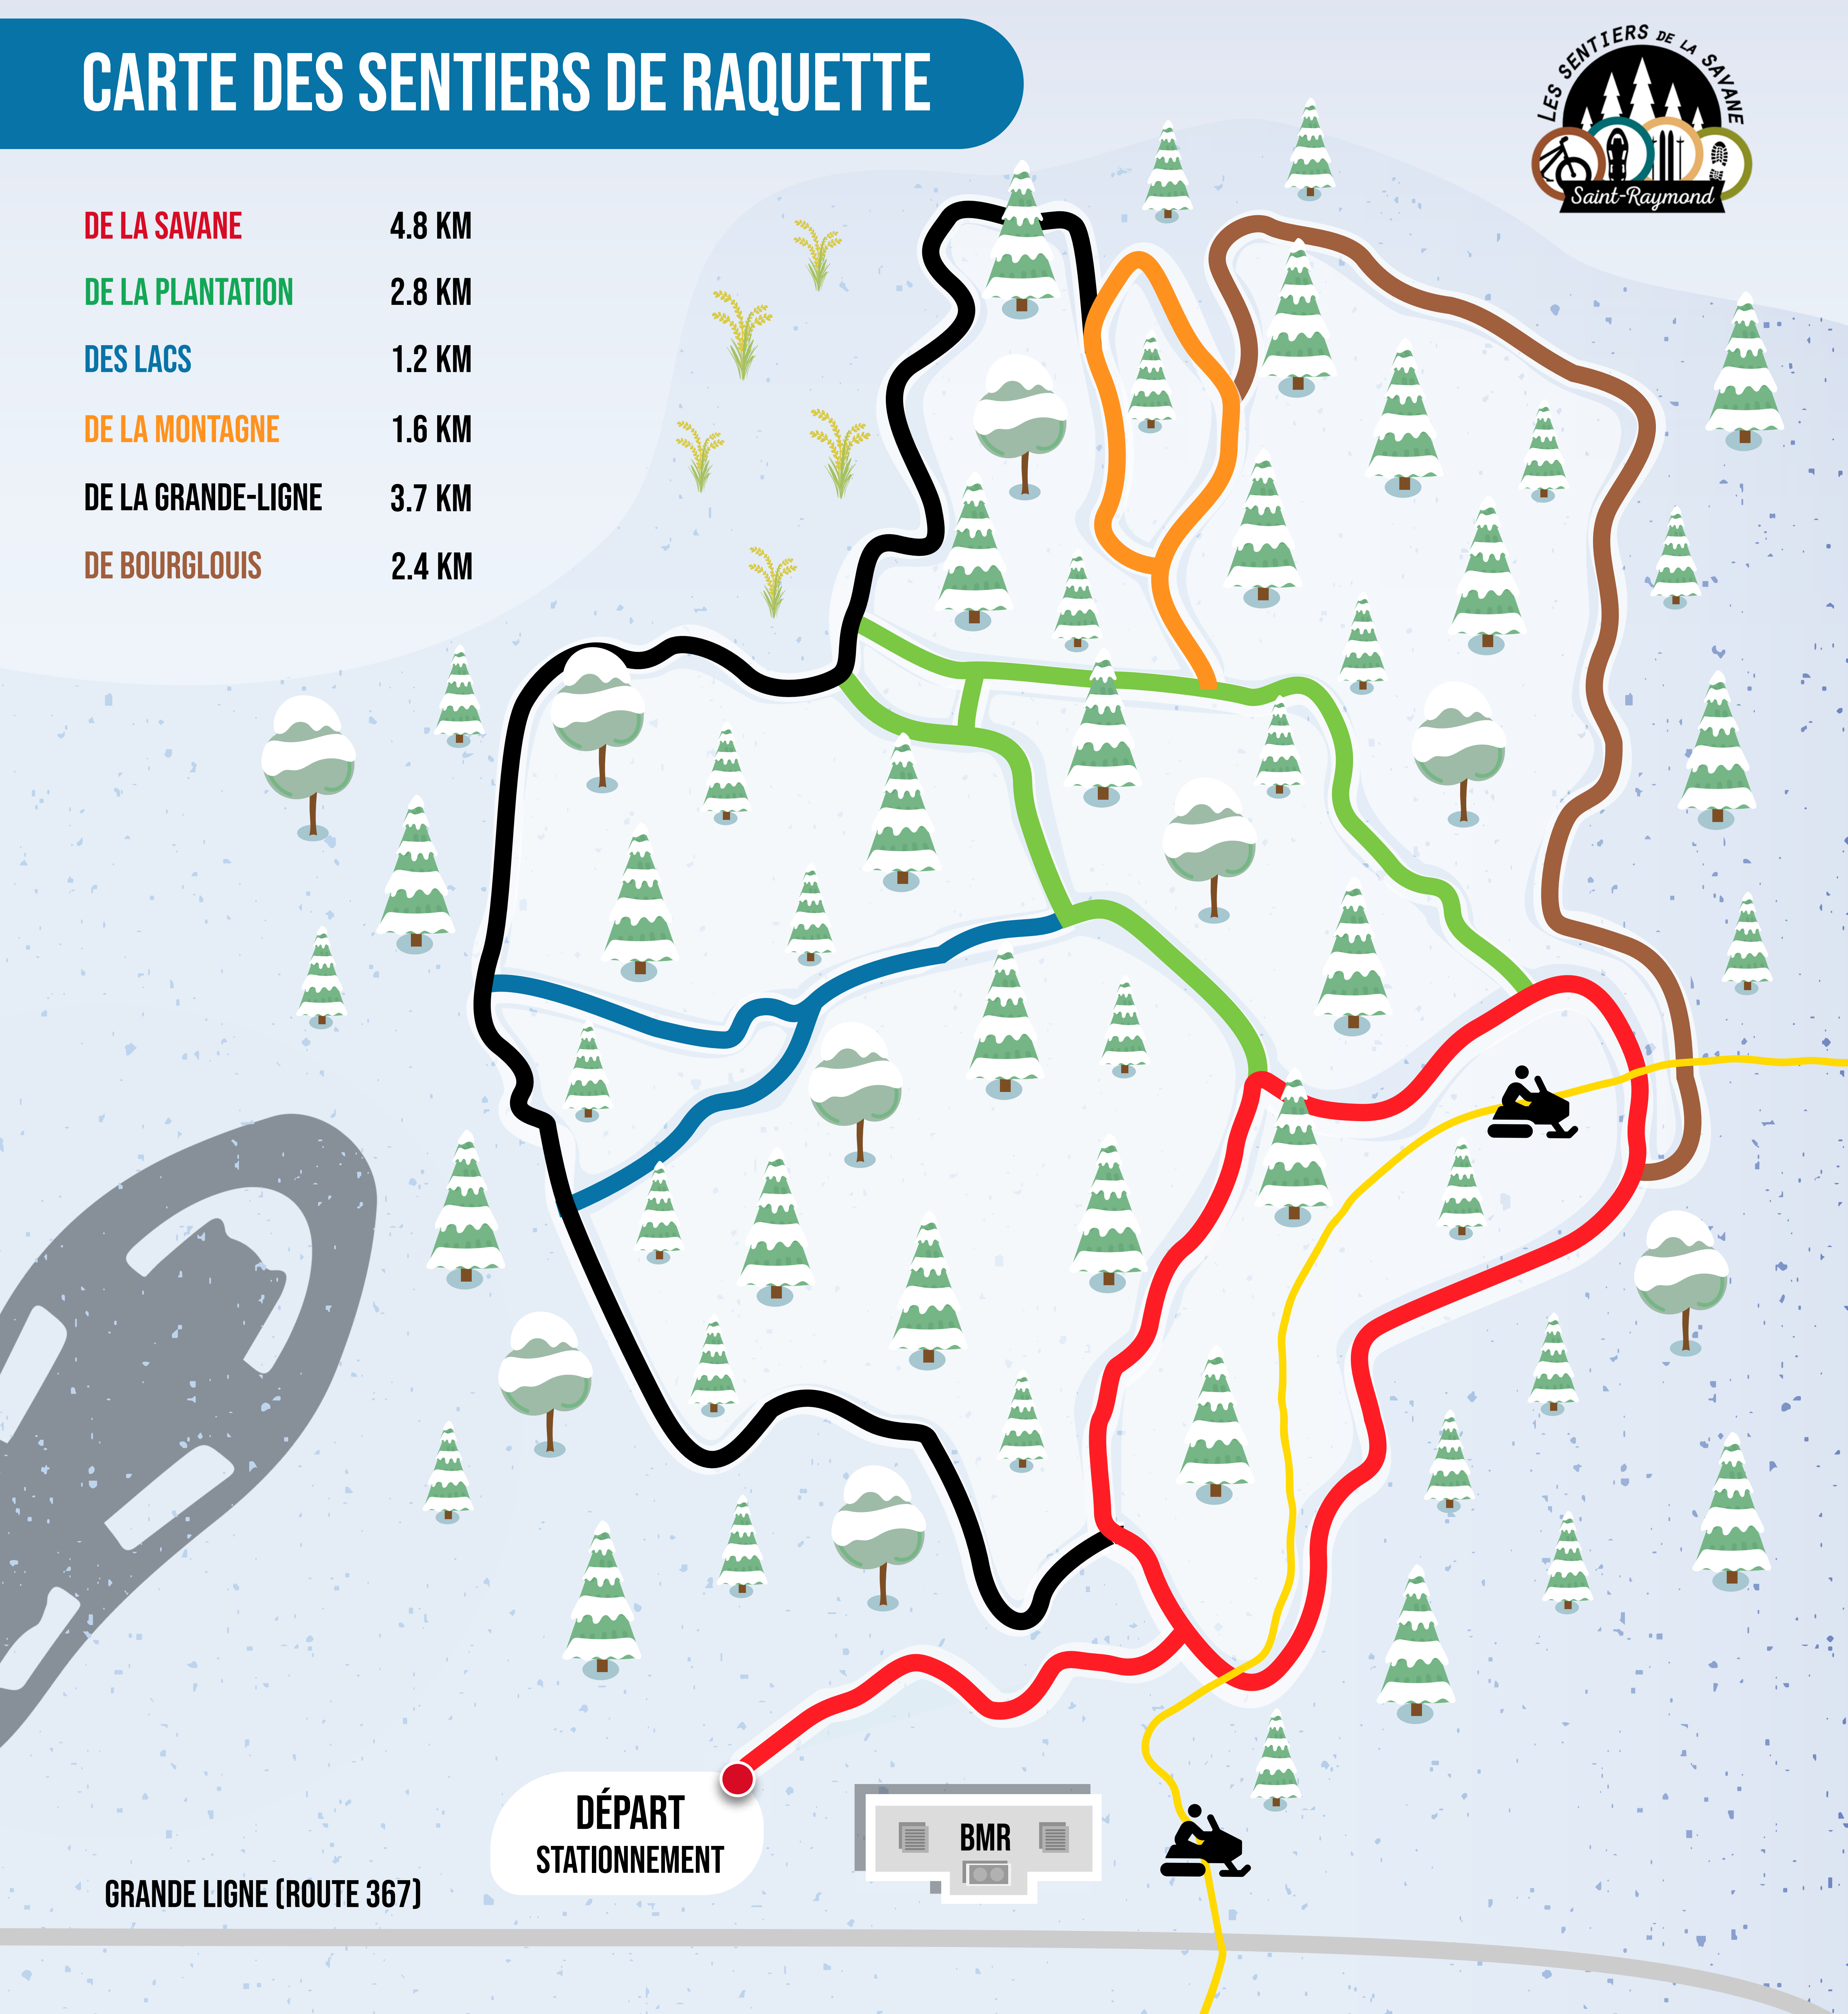 CARTE DES SENTIERS DE RAQUETTE
LES SENTIERS DE LA SAVANE
Saint-Raymond
DE LA SAVANE 4.8 KM
DE LA PLANTATION 2.8 KM
DES LACS 1.2 KM
DE LA MONTAGNE 1.6 KM
DE LA GRANDE-LIGNE 3.7 KM
DE BOURGLOUIS 2.4 KM
DÉPART
STATIONNEMENT
BMR
GRANDE LIGNE (ROUTE 367)